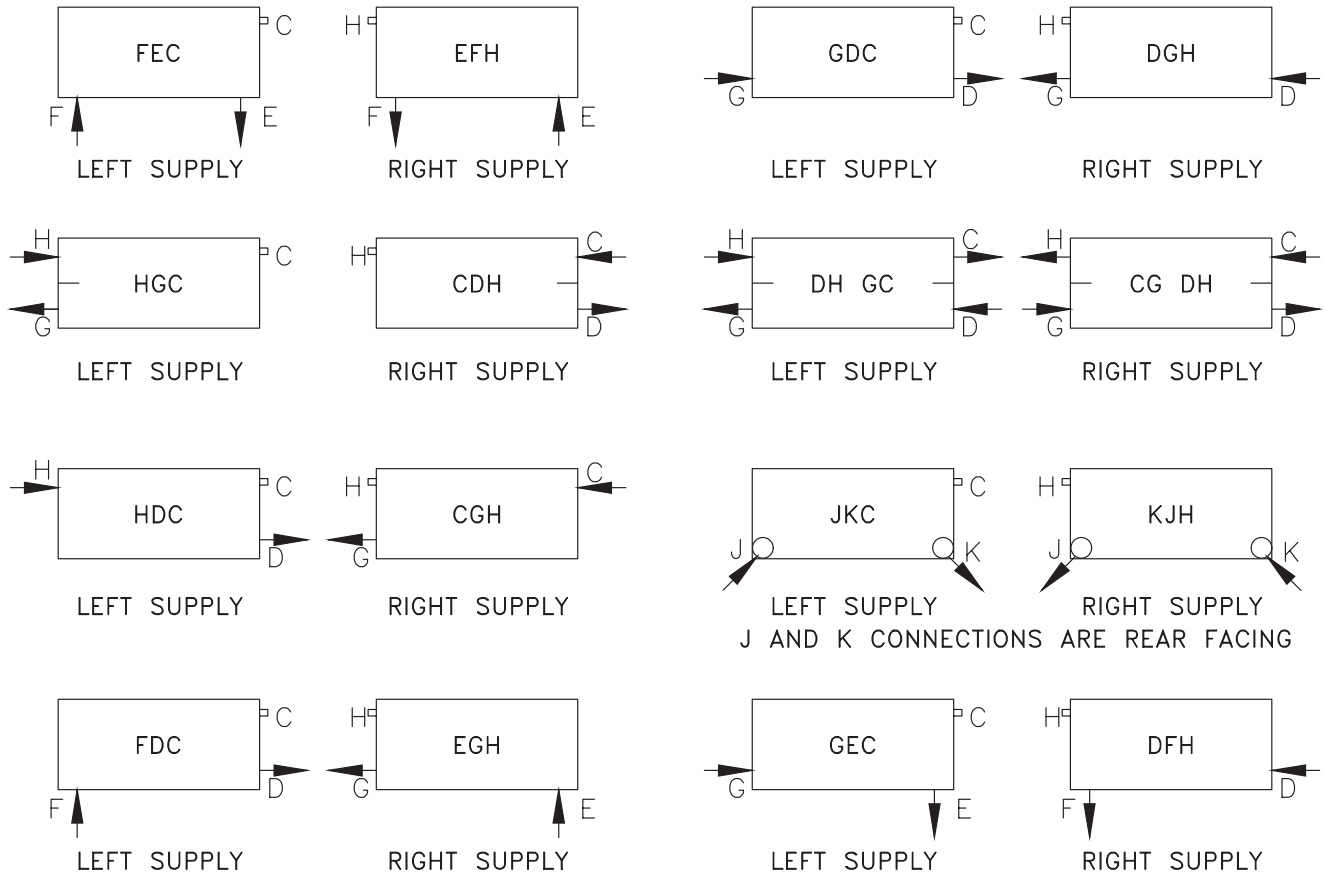 C H C H
FEC EFH GDC DGH
F E F E G D G D
LEFT SUPPLY RIGHT SUPPLY LEFT SUPPLY RIGHT SUPPLY
H C H C H C H C
HGC CDH DH GC CG DH
G D G D G D
LEFT SUPPLY RIGHT SUPPLY LEFT SUPPLY RIGHT SUPPLY
H C H C C H
HDC CGH JKC KJH
D G J K J K
LEFT SUPPLY RIGHT SUPPLY LEFT SUPPLY RIGHT SUPPLY
J AND K CONNECTIONS ARE REAR FACING
C H C H
FDC EGH GEC DFH
F D G E G E F D
LEFT SUPPLY RIGHT SUPPLY LEFT SUPPLY RIGHT SUPPLY